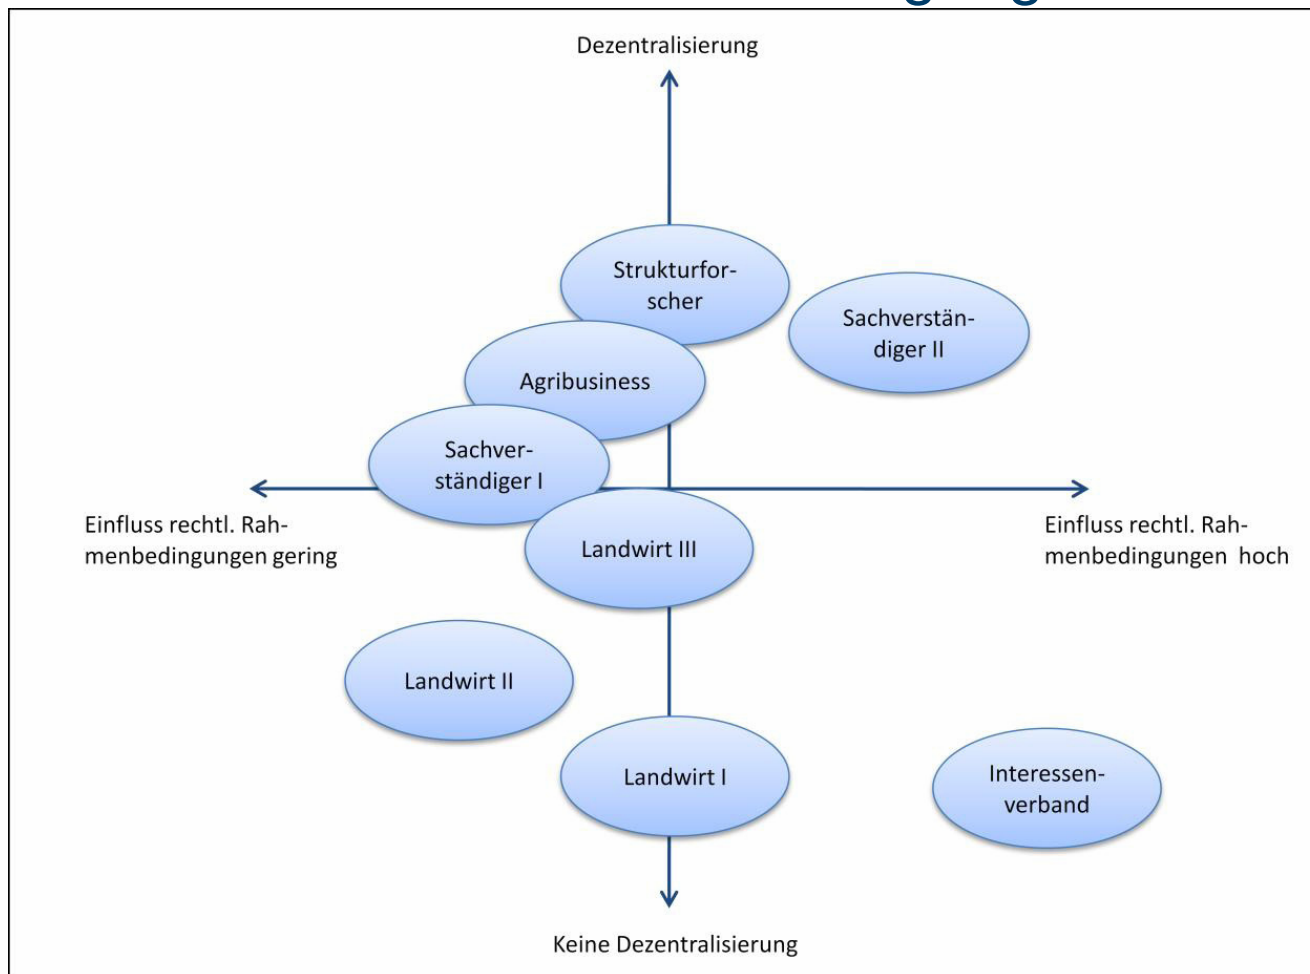 Dezentralisierung
Strukturfor-
scher
Sachverstän-
diger II
Agribusiness
Sachver-
ständiger I
Einfluss rechtl. Rah-
menbedingungen gering
Einfluss rechtl. Rah-
menbedingungen hoch
Landwirt III
Landwirt II
Landwirt I
Interessen-
verband
Keine Dezentralisierung